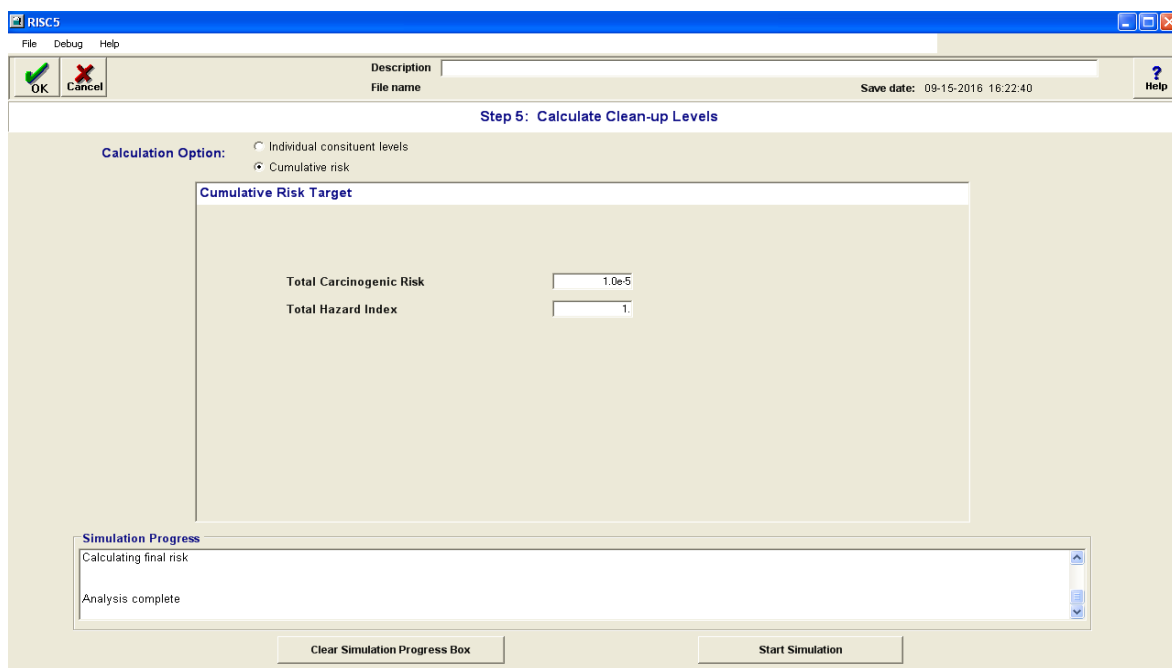 RISC5
File Debug Help
OK Cancel Description
File name Save date: 09-15-2016 16:22:40 ? Help
Step 5: Calculate Clean-up Levels
Calculation Option: Individual consituent levels
Cumulative risk
Cumulative Risk Target
Total Carcinogenic Risk 1.0e-5
Total Hazard Index 1.
Simulation Progress
Calculating final risk
Analysis complete
Clear Simulation Progress Box Start Simulation